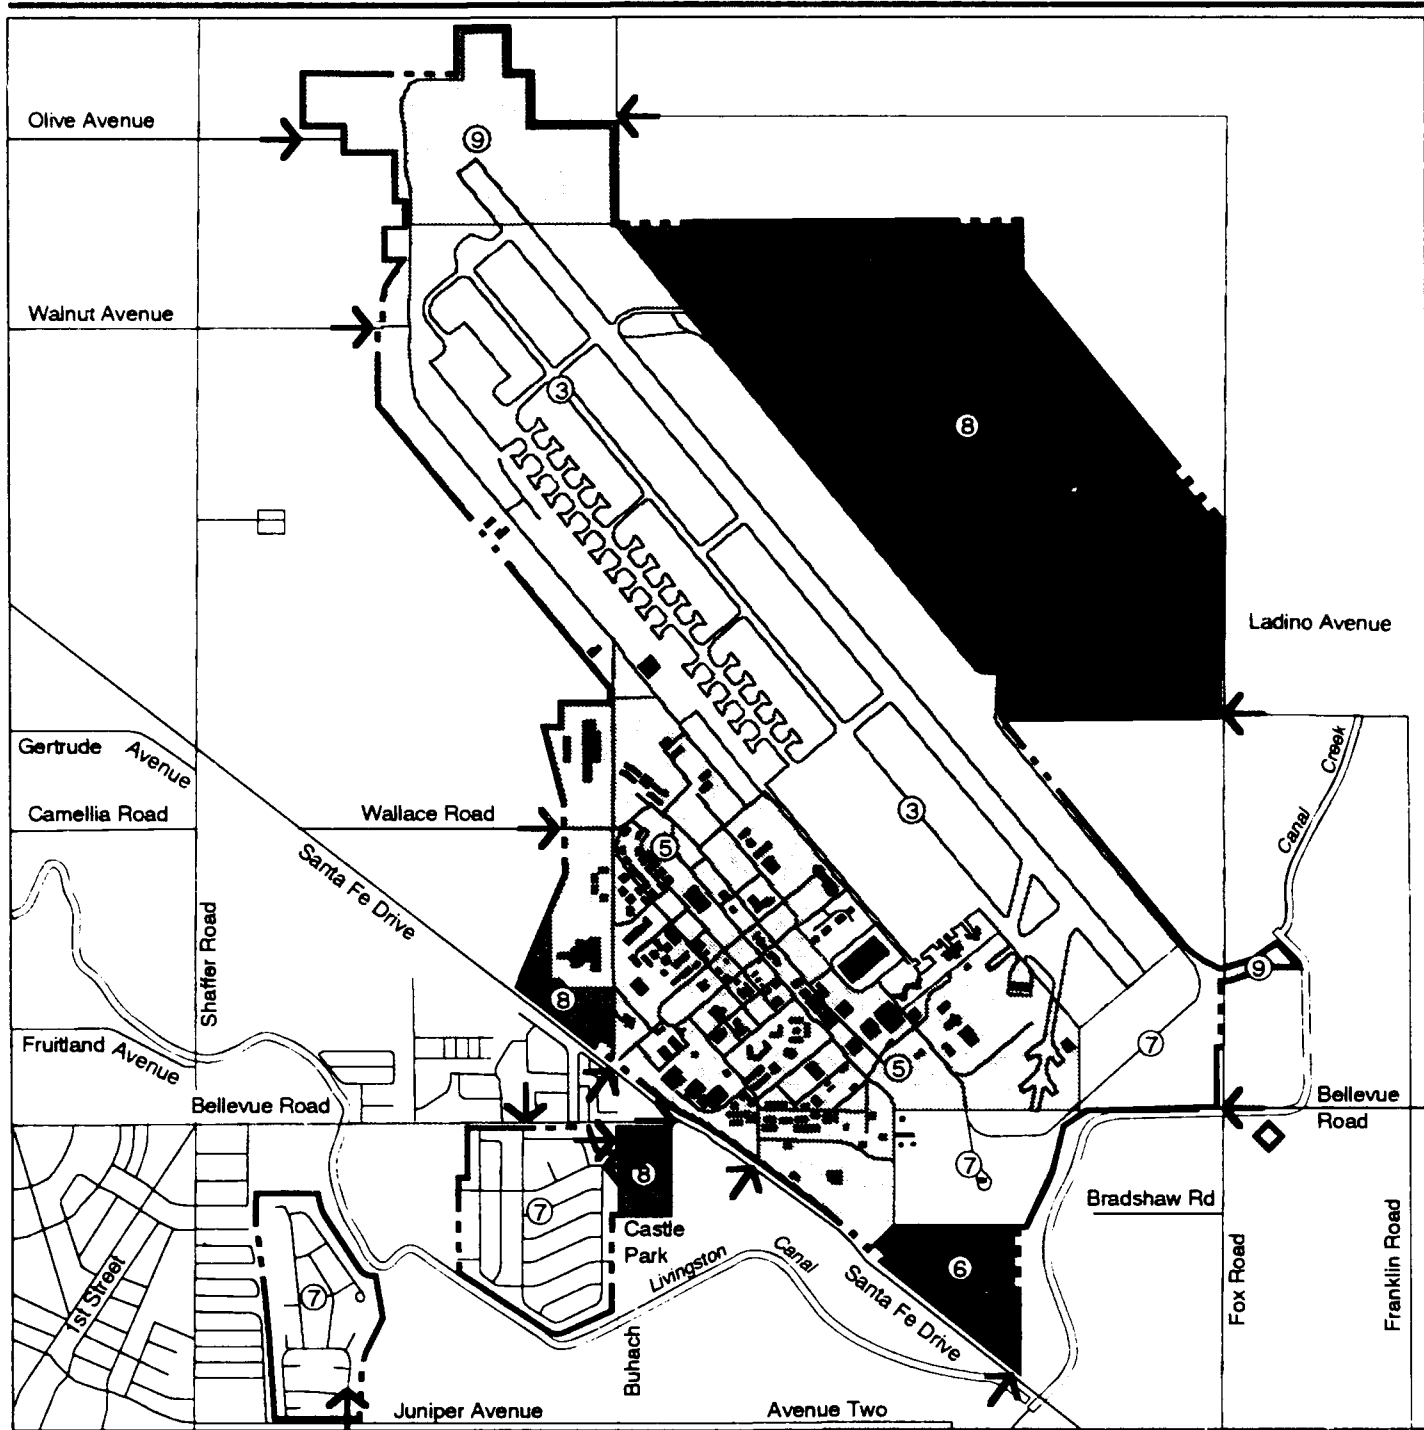 Olive Avenue
⑨
Walnut Avenue
③
⑧
Ladino Avenue
Gertrude Avenue
Camellia Road
Wallace Road
③
Canal Creek
⑤
Santa Fe Drive
Shaffer Road
⑨
⑧
Fruitland Avenue
⑦
⑤
Bellevue Road
Bellevue
Road
⑧
⑦
⑦
Bradshaw Rd
Castle
Park
Livingston Canal
⑥
Santa Fe Drive
1st Street
⑦
Buhach
Fox Road
Franklin Road
Juniper Avenue
Avenue Two